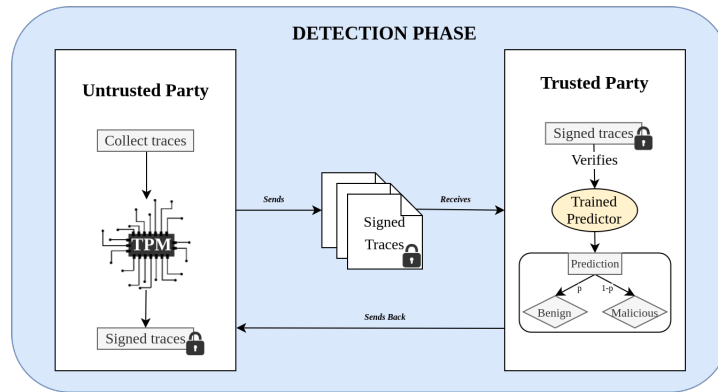 DETECTION PHASE
Untrusted Party
Collect traces
TPM
Signed traces
Sends
Signed
Traces
Receives
Sends Back
Trusted Party
Signed traces
Verifies
Trained
Predictor
Prediction
p
1-p
Benign
Malicious